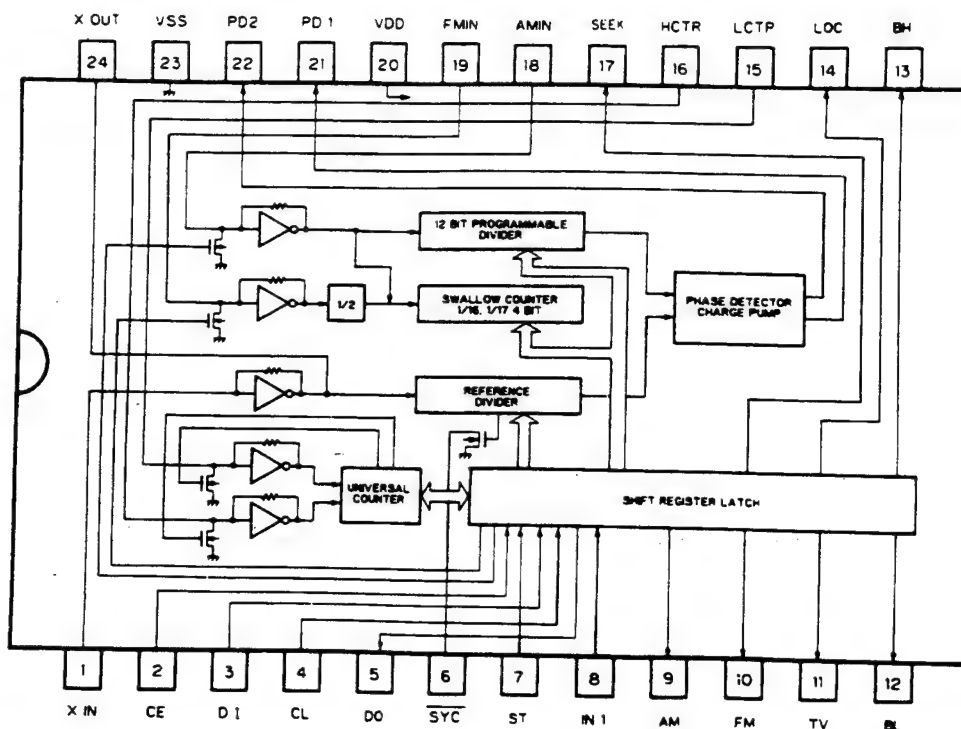 X OUT VSS PD2 PD 1 VDD FMIN AMIN SEEK HCTR LCTP LOC BH
24 23 22 21 20 19 18 17 16 15 14 13
12 BIT PROGRAMMABLE
DIVIDER
1/2
SWALLOW COUNTER
1/16, 1/17 4 BIT
PHASE DETECTOR
CHARGE PUMP
REFERENCE
DIVIDER
UNIVERSAL
COUNTER
SHIFT REGISTER LATCH
1 2 3 4 5 6 7 8 9 10 11 12
X IN CE D I CL DO SYC ST IN 1 AM FM TV